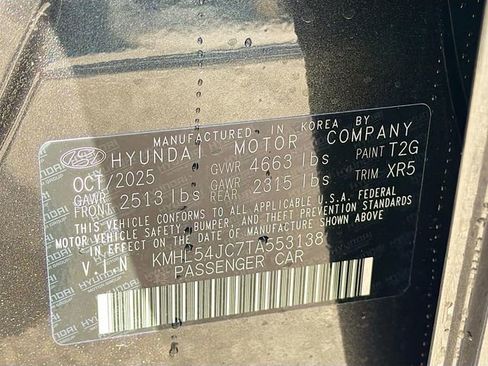 MANUFACTURED IN KOREA BY
HYUNDAI MOTOR COMPANY
OCT/2025 GVWR 4663 lbs PAINT T2G
GAWR FRONT 2513 lbs GAWR REAR 2315 lbs TRIM XR5
THIS VEHICLE CONFORMS TO ALL APPLICABLE U.S.A. FEDERAL
MOTOR VEHICLE SAFETY, BUMPER, AND THEFT PREVENTION STANDARDS
IN EFFECT ON THE DATE OF MANUFACTURE SHOWN ABOVE
V.I.N KMHL54JC7TA553138
PASSENGER CAR